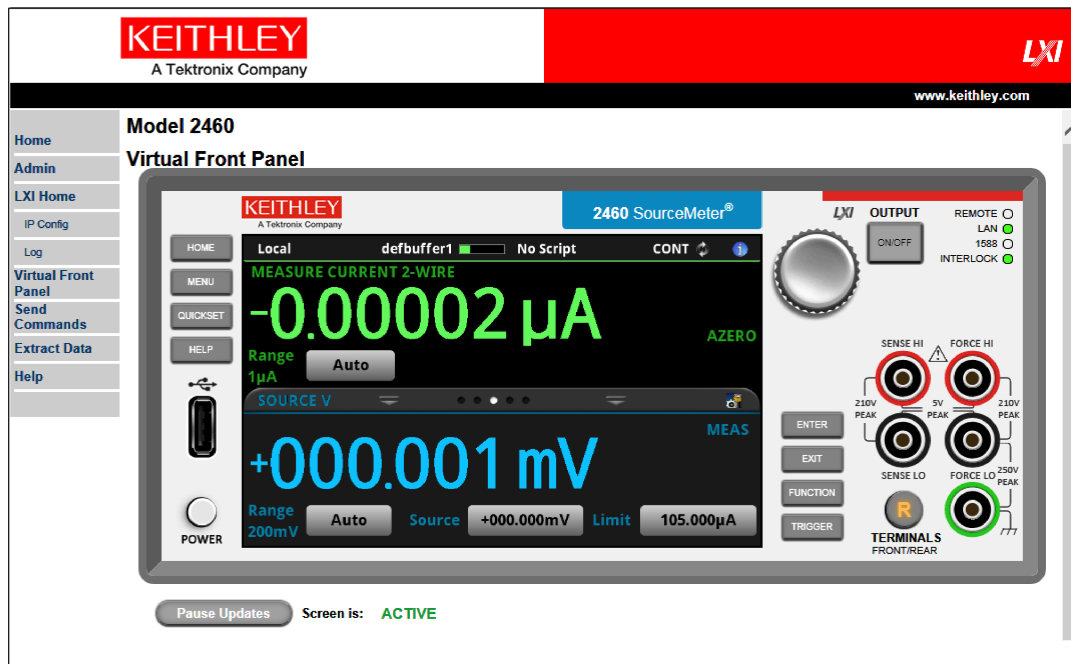 KEITHLEY
A Tektronix Company
LXI
www.keithley.com
Home
Admin
LXI Home
IP Config
Log
Virtual Front
Panel
Send
Commands
Extract Data
Help
Model 2460
Virtual Front Panel
KEITHLEY
A Tektronix Company
2460 SourceMeter®
LXI
OUTPUT
ON/OFF
REMOTE
LAN
1588
INTERLOCK
HOME
MENU
QUICKSET
HELP
POWER
Local defbuffer1 No Script CONT
MEASURE CURRENT 2-WIRE
-0.00002 µA
AZERO
Range
1µA
Auto
SOURCE V
MEAS
+000.001 mV
Range
200mV
Auto
Source +000.000mV Limit 105.000µA
ENTER
EXIT
FUNCTION
TRIGGER
SENSE HI
FORCE HI
210V
PEAK
5V
PEAK
210V
PEAK
SENSE LO
FORCE LO
250V
PEAK
R
TERMINALS
FRONT/REAR
Pause Updates Screen is: ACTIVE